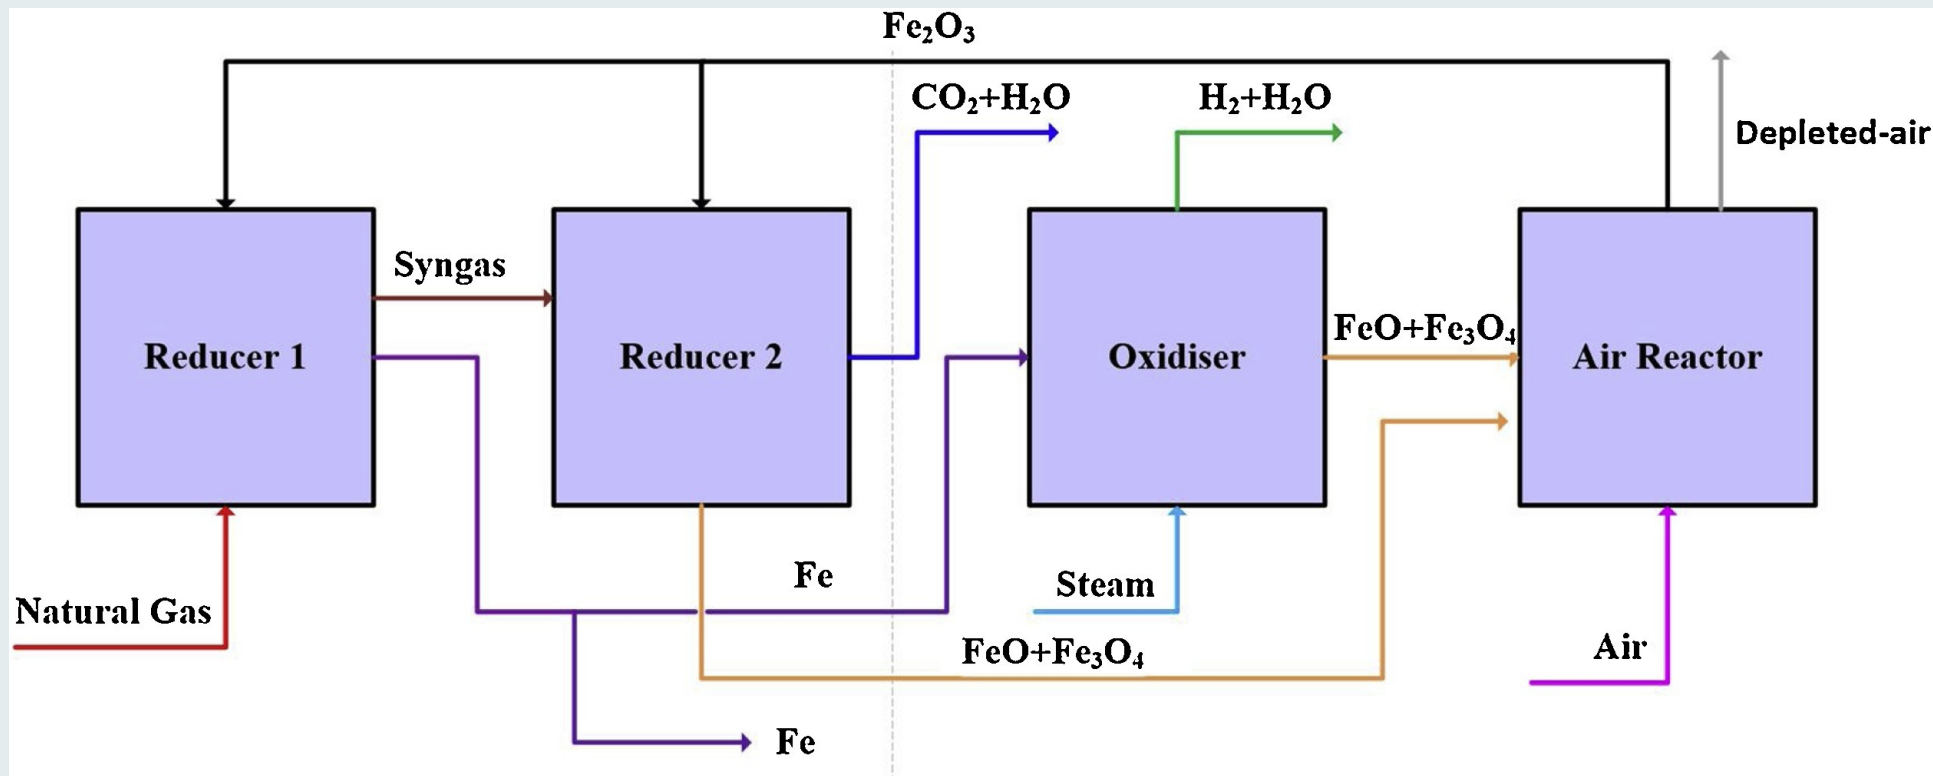 Fe₂O₃
CO₂+H₂O
H₂+H₂O
Depleted-air
Syngas
Reducer 1
Reducer 2
Oxidiser
FeO+Fe₃O₄
Air Reactor
Fe
Steam
Natural Gas
FeO+Fe₃O₄
Air
Fe